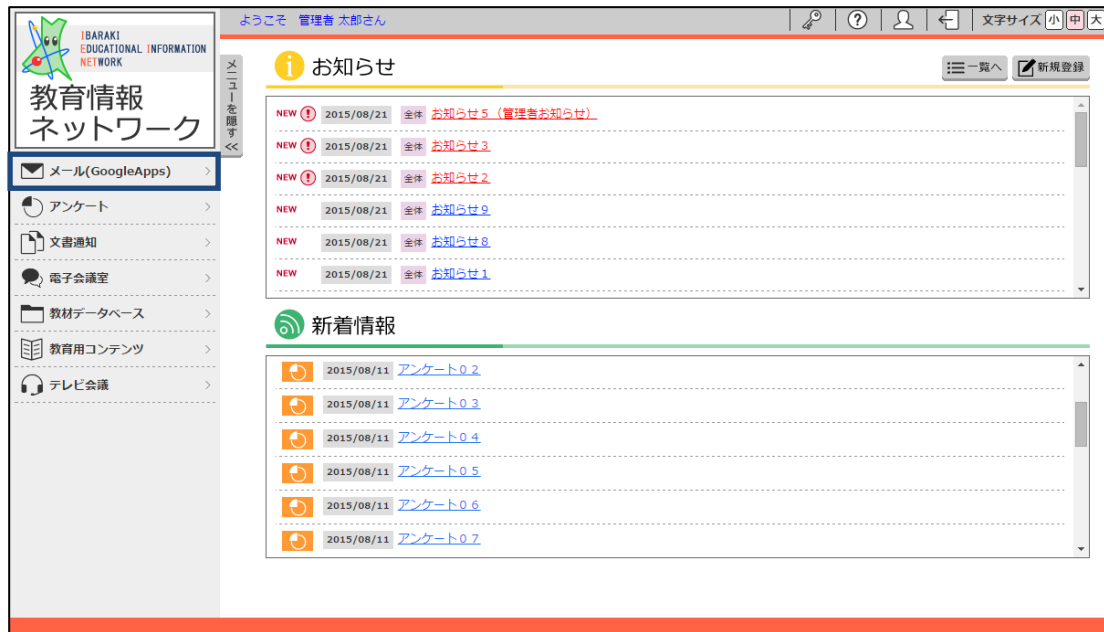 IBARAKI
EDUCATIONAL INFORMATION
NETWORK
教育情報
ネットワーク
ようこそ 管理者 太郎さん
文字サイズ 小 中 大
メニューを隠す <<
メール(GoogleApps)
アンケート
文書通知
電子会議室
教材データベース
教育用コンテンツ
テレビ会議
お知らせ
一覧へ 新規登録
NEW 2015/08/21 全体 お知らせ5（管理者お知らせ）
NEW 2015/08/21 全体 お知らせ3
NEW 2015/08/21 全体 お知らせ2
NEW 2015/08/21 全体 お知らせ9
NEW 2015/08/21 全体 お知らせ8
NEW 2015/08/21 全体 お知らせ1
新着情報
2015/08/11 アンケート02
2015/08/11 アンケート03
2015/08/11 アンケート04
2015/08/11 アンケート05
2015/08/11 アンケート06
2015/08/11 アンケート07